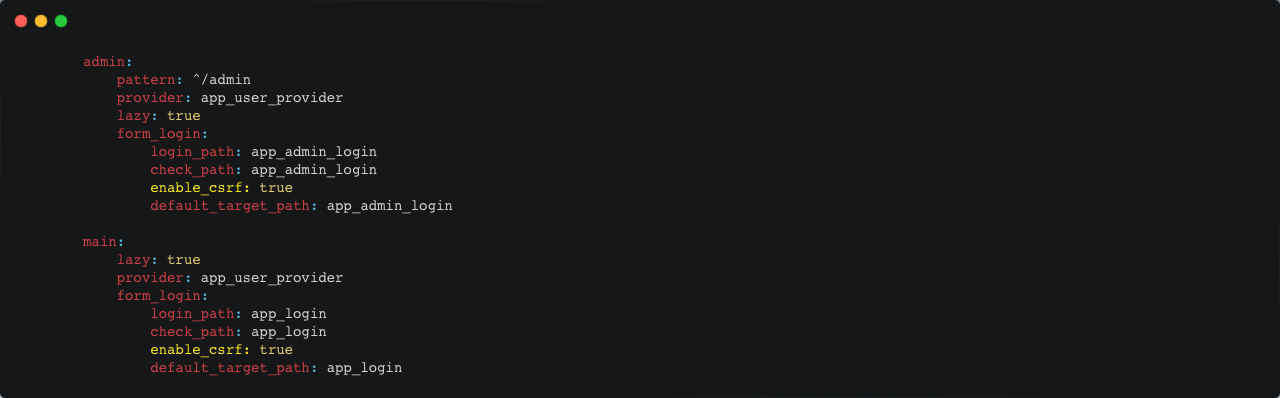 admin:
    pattern: ^/admin
    provider: app_user_provider
    lazy: true
    form_login:
        login_path: app_admin_login
        check_path: app_admin_login
        enable_csrf: true
        default_target_path: app_admin_login

main:
    lazy: true
    provider: app_user_provider
    form_login:
        login_path: app_login
        check_path: app_login
        enable_csrf: true
        default_target_path: app_login